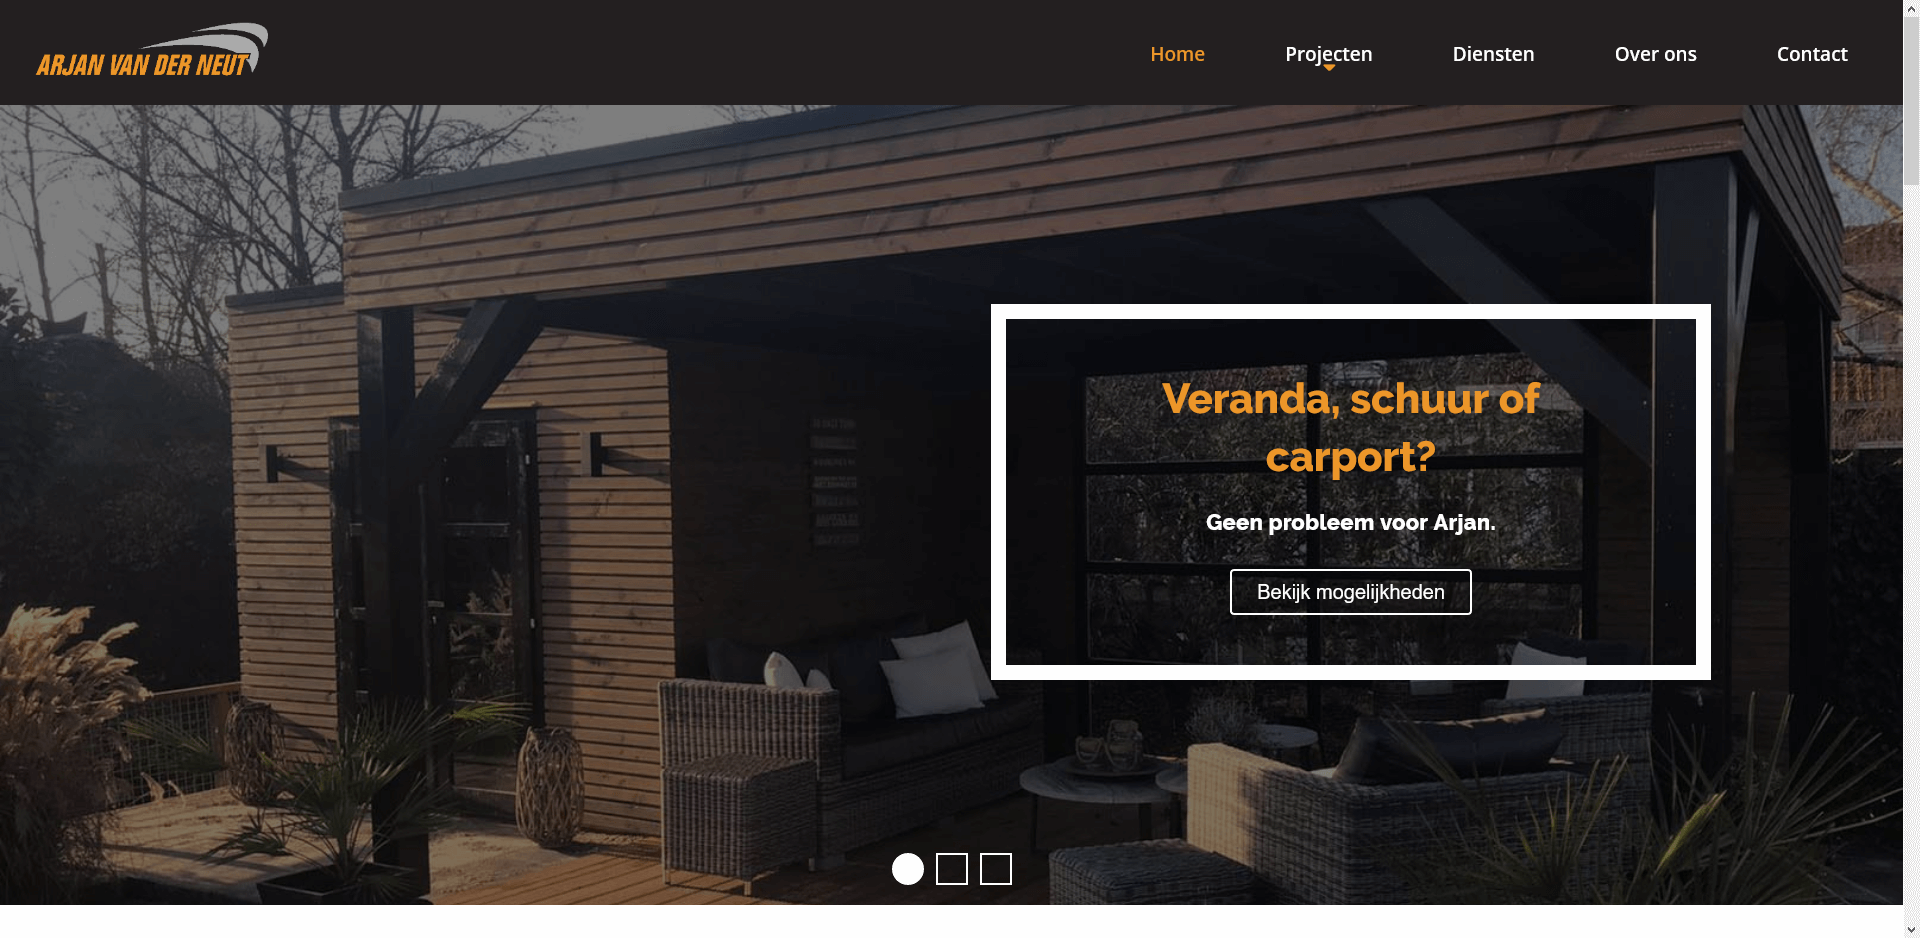 ARJAN VAN DER NEUT
Home
Projecten
Diensten
Over ons
Contact
Veranda, schuur of
carport?
Geen probleem voor Arjan.
Bekijk mogelijkheden